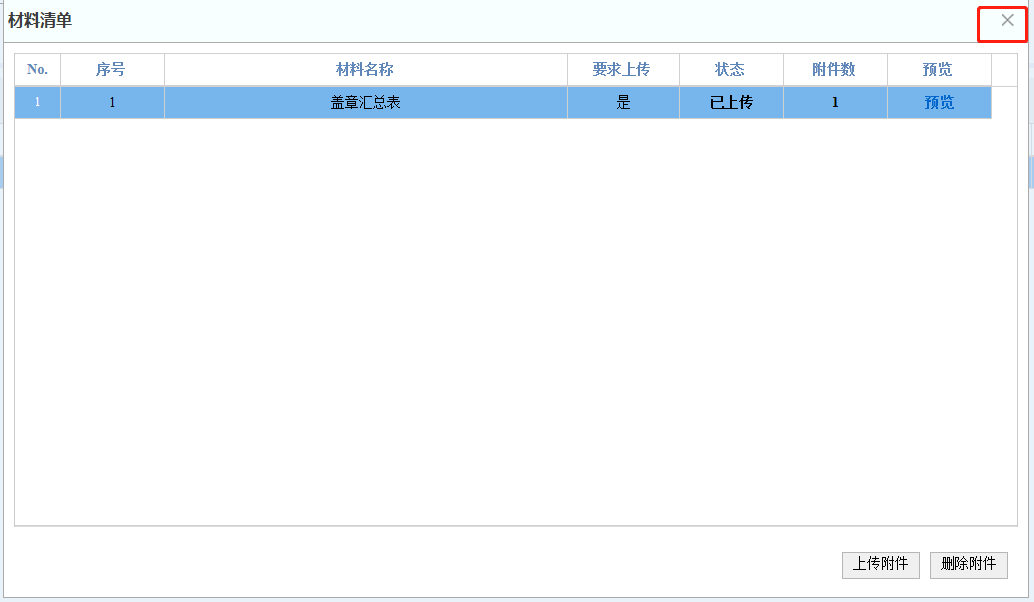 材料清单
No. 序号 材料名称 要求上传 状态 附件数 预览
1 1 盖章汇总表 是 已上传 1 预览
上传附件 删除附件